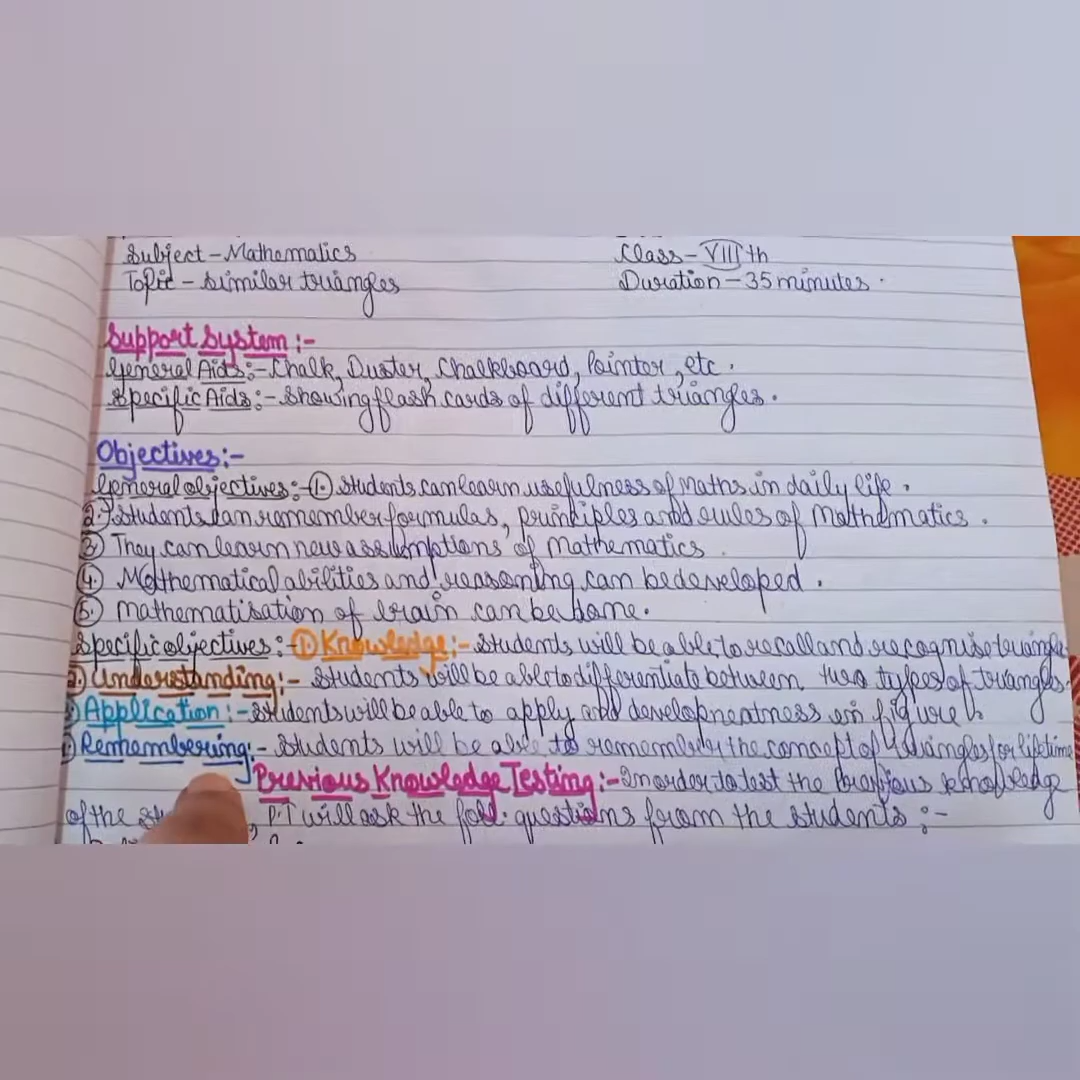 Subject - Mathematics Class - VIIIth
Topic - Similar triangles Duration - 35 minutes.
Support System :-
General Aids :- Chalk, Duster, Chalkboard, Pointer, etc.
Specific Aids :- Showing flash cards of different triangles.
Objectives :-
General objectives :- 1. Students can learn usefulness of Maths in daily life.
2. Students can remember formulas, principles and rules of Mathematics.
3 They can learn new assumptions of Mathematics.
4. Mathematical abilities and reasoning can be developed.
5. Mathematisation of brain can be done.
Specific objectives :- 1. Knowledge :- Students will be able to recall and recognise triangle
2. Understanding :- Students will be able to differentiate between two types of triangles.
Application :- Students will be able to apply and develop neatness in figure.
Remembering :- Students will be able to remember the concept of triangles for lifetime
Previous Knowledge Testing :- In order to test the previous knowledge
of the P.T will ask the foll. questions from the students :-